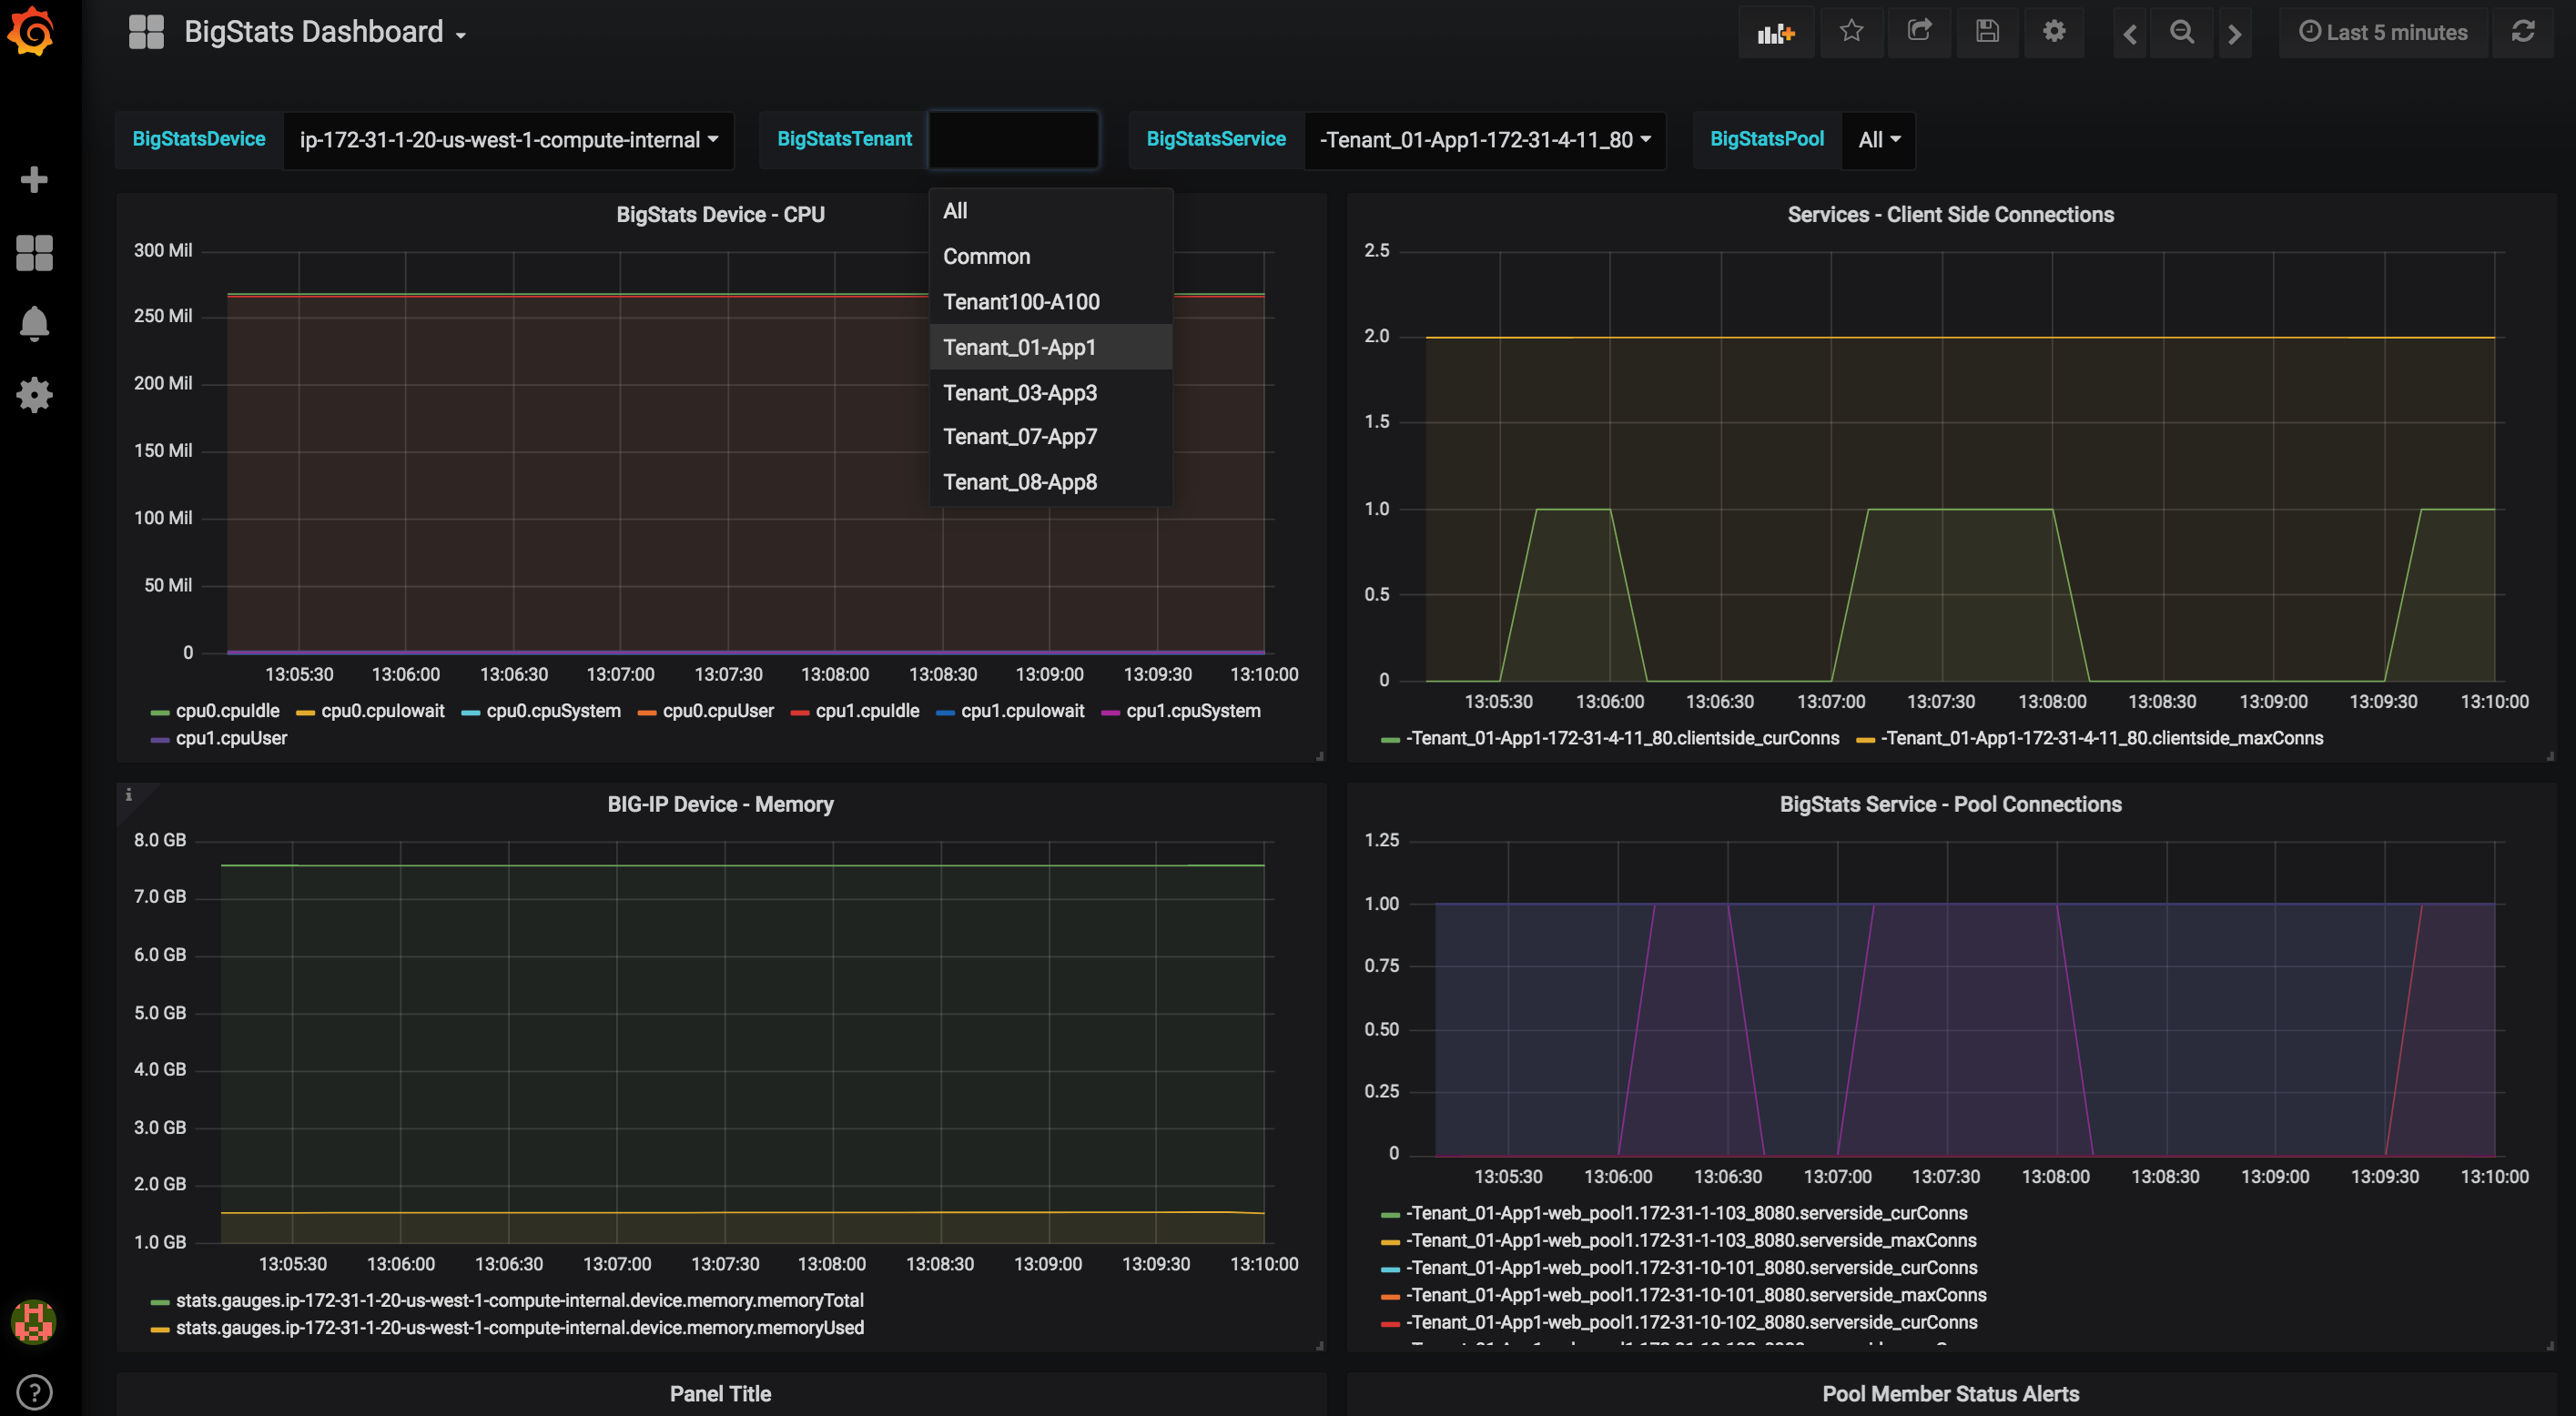 BigStats Dashboard
Last 5 minutes
BigStatsDevice ip-172-31-1-20-us-west-1-compute-internal BigStatsTenant BigStatsService -Tenant_01-App1-172-31-4-11_80 BigStatsPool All
All
Common
Tenant100-A100
Tenant_01-App1
Tenant_03-App3
Tenant_07-App7
Tenant_08-App8
BigStats Device - CPU
300 Mil
250 Mil
200 Mil
150 Mil
100 Mil
50 Mil
0
13:05:30 13:06:00 13:06:30 13:07:00 13:07:30 13:08:00 13:08:30 13:09:00 13:09:30 13:10:00
cpu0.cpuIdle cpu0.cpuIowait cpu0.cpuSystem cpu0.cpuUser cpu1.cpuIdle cpu1.cpuIowait cpu1.cpuSystem
cpu1.cpuUser
Services - Client Side Connections
2.5
2.0
1.5
1.0
0.5
0
13:05:30 13:06:00 13:06:30 13:07:00 13:07:30 13:08:00 13:08:30 13:09:00 13:09:30 13:10:00
-Tenant_01-App1-172-31-4-11_80.clientside_curConns -Tenant_01-App1-172-31-4-11_80.clientside_maxConns
i
BIG-IP Device - Memory
8.0 GB
7.0 GB
6.0 GB
5.0 GB
4.0 GB
3.0 GB
2.0 GB
1.0 GB
13:05:30 13:06:00 13:06:30 13:07:00 13:07:30 13:08:00 13:08:30 13:09:00 13:09:30 13:10:00
stats.gauges.ip-172-31-1-20-us-west-1-compute-internal.device.memory.memoryTotal
stats.gauges.ip-172-31-1-20-us-west-1-compute-internal.device.memory.memoryUsed
BigStats Service - Pool Connections
1.25
1.00
0.75
0.50
0.25
0
13:05:30 13:06:00 13:06:30 13:07:00 13:07:30 13:08:00 13:08:30 13:09:00 13:09:30 13:10:00
-Tenant_01-App1-web_pool1.172-31-1-103_8080.serverside_curConns
-Tenant_01-App1-web_pool1.172-31-1-103_8080.serverside_maxConns
-Tenant_01-App1-web_pool1.172-31-10-101_8080.serverside_curConns
-Tenant_01-App1-web_pool1.172-31-10-101_8080.serverside_maxConns
-Tenant_01-App1-web_pool1.172-31-10-102_8080.serverside_curConns
Panel Title
Pool Member Status Alerts
?